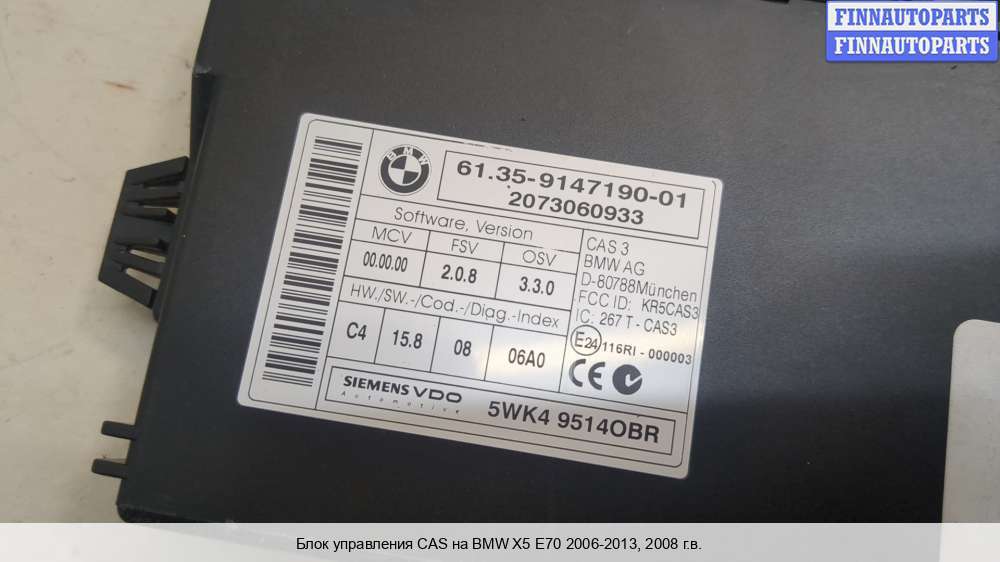 FINNAUTOPARTS
FINNAUTOPARTS
BMW
61.35-9147190-01
2073060933
Software, Version
MCV FSV OSV
00.00.00 2.0.8 3.3.0
HW./SW.-/Cod.-/Diag.-Index
C4 15.8 08 06A0
CAS 3
BMW AG
D-80788München
FCC ID: KR5CAS3
IC: 267 T - CAS3
E24 116RI - 000003
CE
SIEMENS VDO
Automotive
5WK4 9514OBR
Блок управления CAS на BMW X5 E70 2006-2013, 2008 г.в.